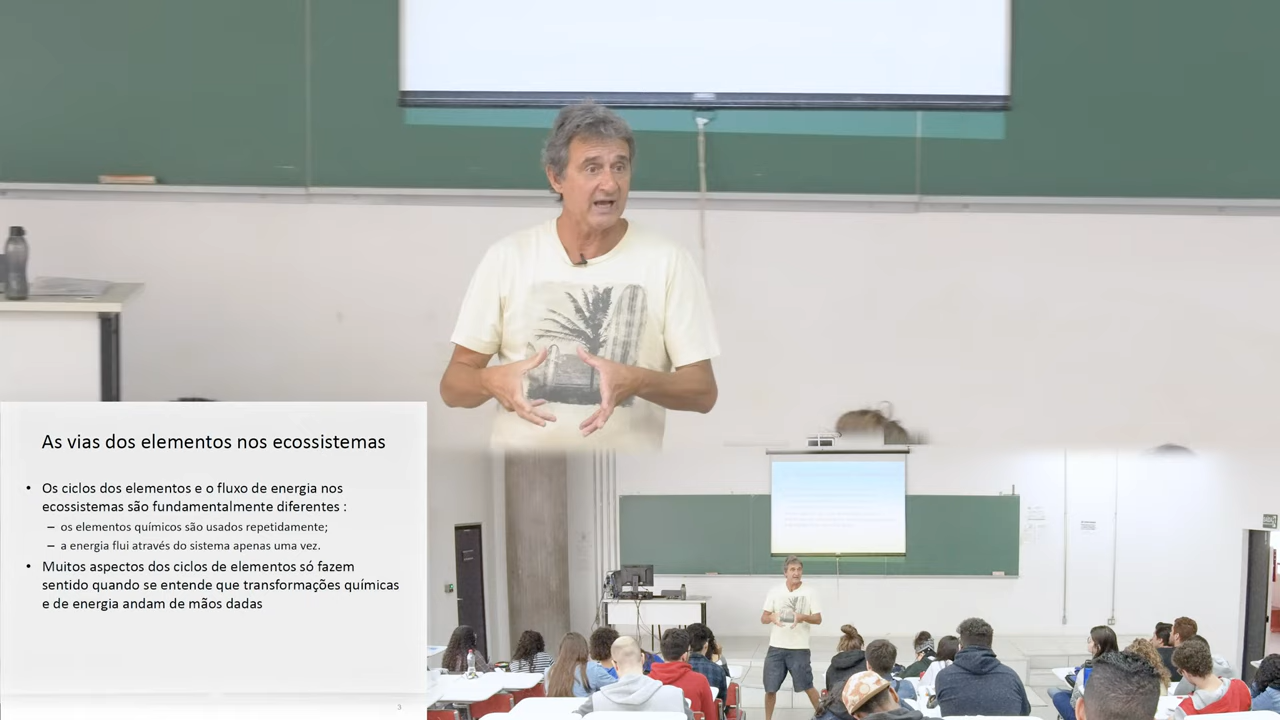 As vias dos elementos nos ecossistemas
• Os ciclos dos elementos e o fluxo de energia nos
ecossistemas são fundamentalmente diferentes :
– os elementos químicos são usados repetidamente;
– a energia flui através do sistema apenas uma vez.
• Muitos aspectos dos ciclos de elementos só fazem
sentido quando se entende que transformações químicas
e de energia andam de mãos dadas
3